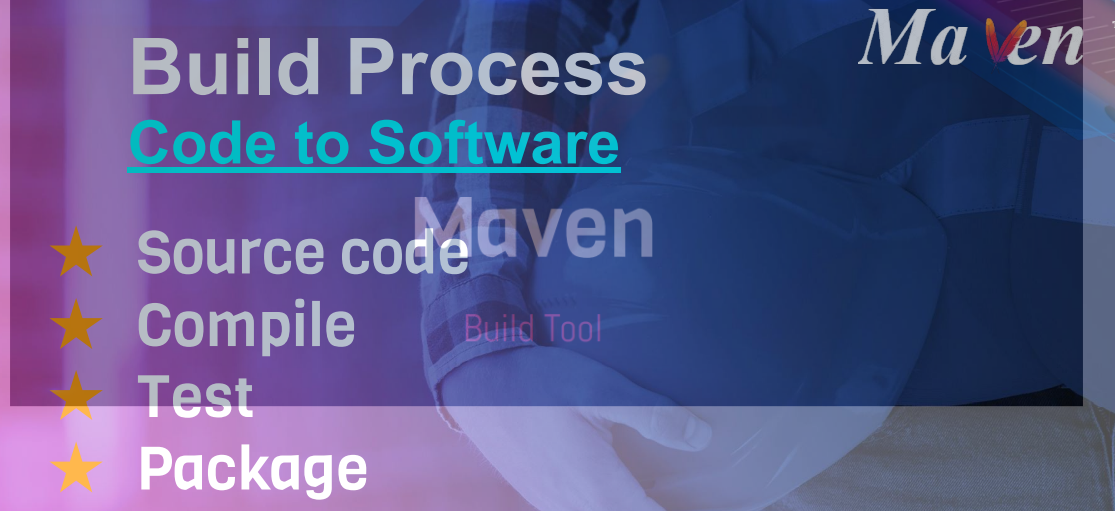 Maven
Build Process
Code to Software
Maven
Source code
Compile
Build Tool
Test
Package